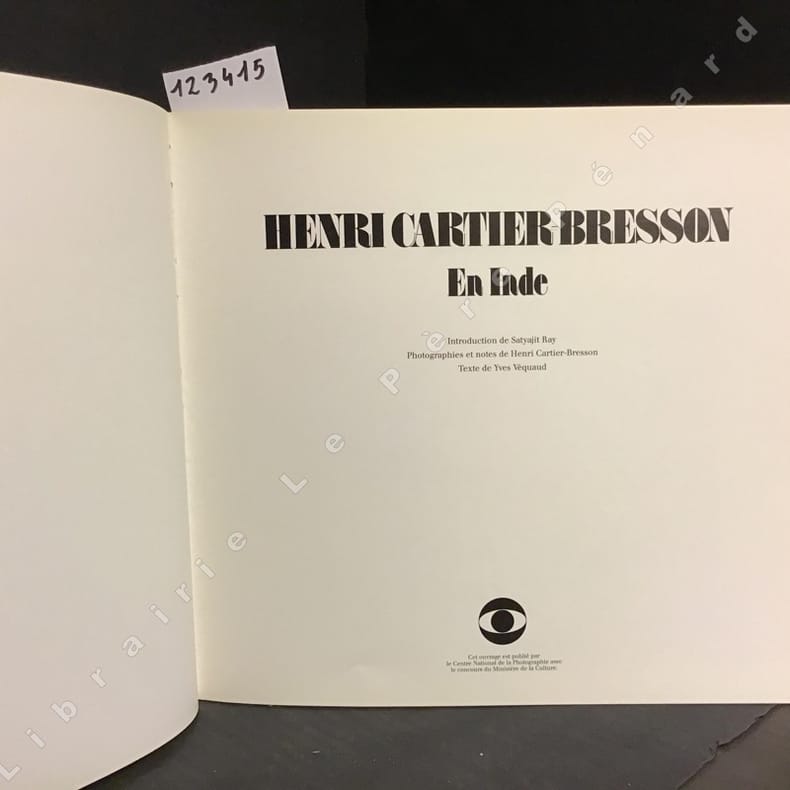 123415
HENRI CARTIER-BRESSON
En Inde
Introduction de Satyajit Ray
Photographies et notes de Henri Cartier-Bresson
Texte de Yves Véquaud
Cet ouvrage est publié par
le Centre National de la Photographie avec
le concours du Ministère de la Culture.
Librairie Le Père Pénard